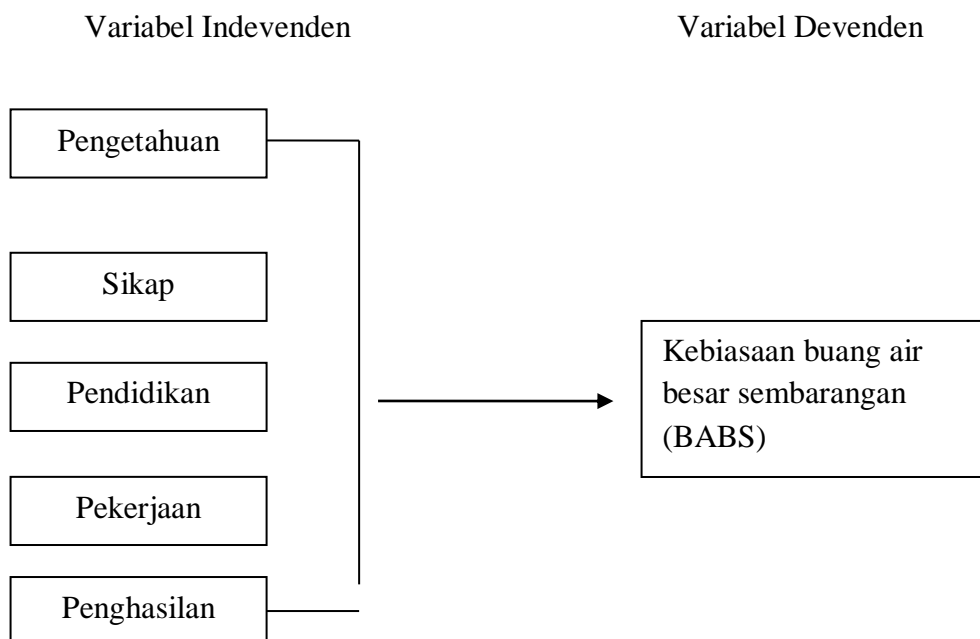 Variabel Indevenden
Variabel Devenden
Pengetahuan
Sikap
Pendidikan
Pekerjaan
Penghasilan
Kebiasaan buang air
besar sembarangan
(BABS)